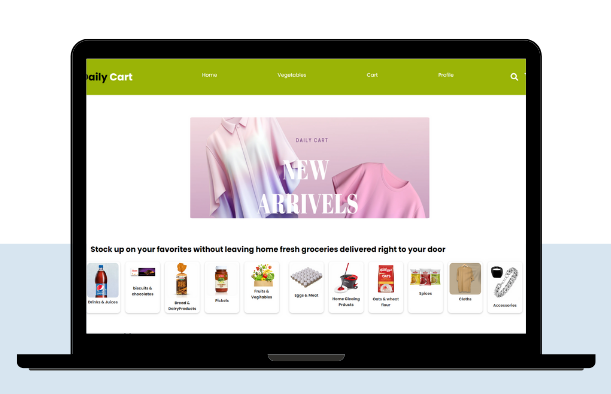 Daily Cart
Home
Vegetables
Cart
Profile
DAILY CART
NEW
ARRIVELS
Stock up on your favorites without leaving home fresh groceries delivered right to your door
Drinks & Juices
Biscuits &
chocolates
Bread &
DairyProducts
Pickels
Fruits &
Vegitables
Eggs & Meat
Home Cleaing
Prducts
Oats & wheat
flour
Spices
Cloths
Accessories